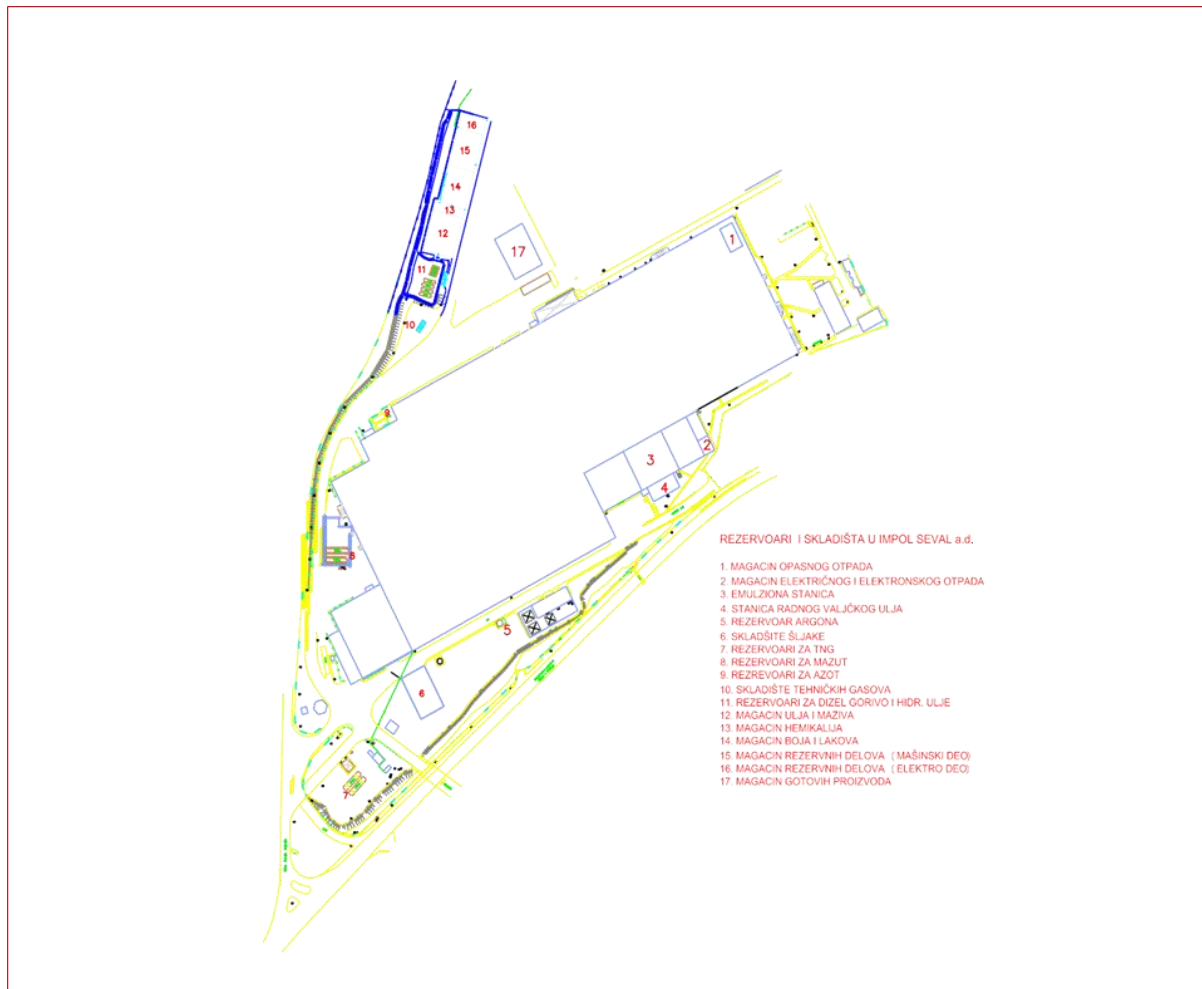 16
15
14
13
12
11
10
17
1
9
2
3
4
8
5
6
7
REZERVOARI I SKLADIŠTA U IMPOL SEVAL a.d.
1. MAGACIN OPASNOG OTPADA
2. MAGACIN ELEKTRIČNOG I ELEKTRONSKOG OTPADA
3. EMULZIONA STANICA
4. STANICA RADNOG VALJČKOG ULJA
5. REZERVOAR ARGONA
6. SKLADŠITE ŠLJAKE
7. REZERVOARI ZA TNG
8. REZERVOARI ZA MAZUT
9. REZREVOARI ZA AZOT
10. SKLADIŠTE TEHNIČKIH GASOVA
11. REZERVOARI ZA DIZEL GORIVO I HIDR. ULJE
12. MAGACIN ULJA I MAZIVA
13. MAGACIN HEMIKALIJA
14. MAGACIN BOJA I LAKOVA
15. MAGACIN REZERVNIH DELOVA ( MAŠINSKI DEO)
16. MAGACIN REZERVNIH DELOVA ( ELEKTRO DEO)
17. MAGACIN GOTOVIH PROIZVODA